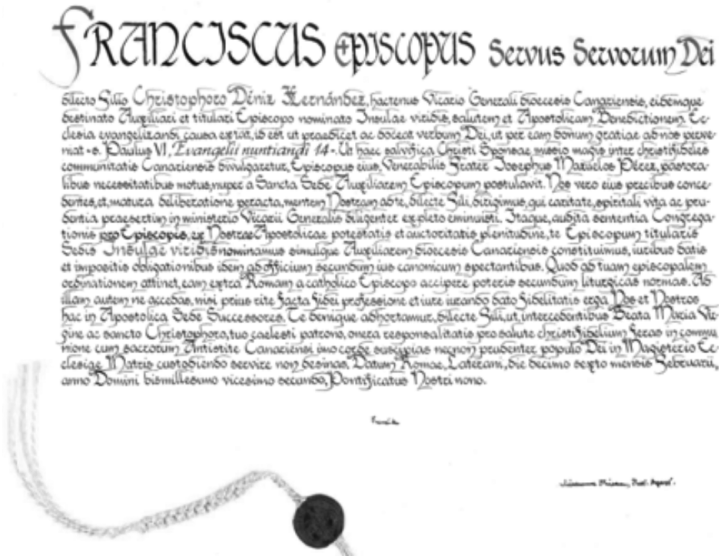 FRANCISCUS EPISCOPUS Servus Servorum Dei
dilecto Filio Christophoro Déniz Hernández, hactenus Vicario Generali dioecesis Canariensis, eidemque
destinato Auxiliari et titulari Episcopo nominato Insulae viridis, salutem et Apostolicam Benedictionem. Ec-
clesia evangelizandi causa exstat, id est ut praedicet ac doceat verbum Dei, ut per eam donum gratiae ad nos perve-
niat -s. Paulus VI, Evangelii nuntiandi 14-. Ut haec salvifica Christi Sponsae missio magis inter christifideles
communitatis Canariensis divulgaretur, Episcopus eius, Venerabilis Frater Josephus Mazuelos Pérez, pastora-
libus necessitatibus motus, nuper a Sancta Sede Auxiliarem Episcopum postulavit. Nos vero eius precibus conce-
dentes, et, matura deliberatione peracta, mentem Nostram ad te, dilecte Fili, dirigimus, qui caritate, spiritali vita ac pru-
dentia praesertim in ministerio Vicarii Generalis diligenter expleto eminuisti. Itaque, audita sententia Congrega-
tionis pro Episcopis, ex Nostrae Apostolicae potestatis et auctoritatis plenitudine, te Episcopum titularis
Sedis Insulae viridis nominamus simulque Auxiliarem dioecesis Canariensis constituimus, iuribus datis
et impositis obligationibus idem ad officium secundum ius canonicum spectantibus. Quod ad tuam episcopalem
ordinationem attinet, eam extra Romam a catholico Episcopo accipere poteris secundum liturgicas normas. Ad
illam autem ne accedas, nisi prius rite facta fidei professione et iure iurando dato fidelitatis erga Nos et Nostros
hac in Apostolica Sede Successores. Te denique adhortamur, dilecte Fili, ut intercedentibus Beata Maria Vir-
gine ac sancto Christophoro, tuo caelesti patrono, onera responsalitatis pro salute christifidelium feras in commu-
nione cum sacrorum Antistite Canariensi imo corde suscipias necnon prudenter populo Dei in Magisterio Ec-
clesiae Matris custodiendo servire non desinas. Datum Romae, Laterani, die decimo sexto mensis Februarii,
anno Domini bismillesimo vicesimo secundo, Pontificatus Nostri nono.